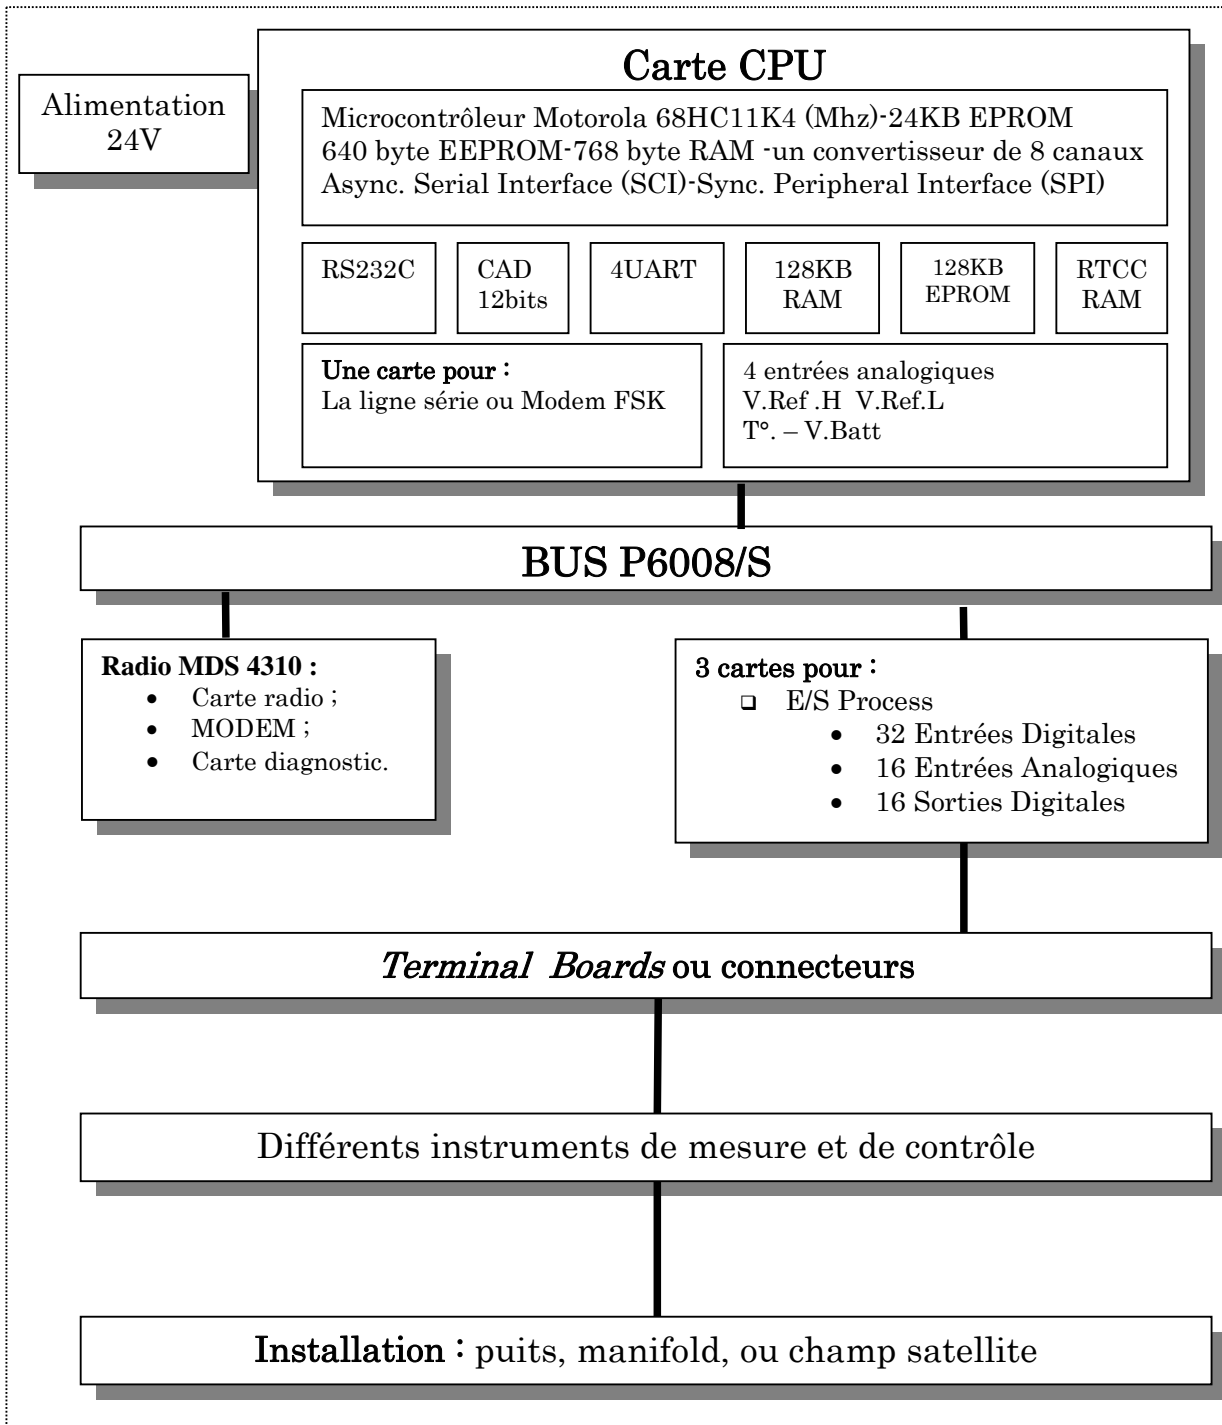 Carte CPU
Alimentation
24V
Microcontrôleur Motorola 68HC11K4 (Mhz)-24KB EPROM
640 byte EEPROM-768 byte RAM -un convertisseur de 8 canaux
Async. Serial Interface (SCI)-Sync. Peripheral Interface (SPI)
RS232C
CAD
12bits
4UART
128KB
RAM
128KB
EPROM
RTCC
RAM
Une carte pour :
La ligne série ou Modem FSK
4 entrées analogiques
V.Ref .H V.Ref.L
T°. – V.Batt
BUS P6008/S
Radio MDS 4310 :
• Carte radio ;
• MODEM ;
• Carte diagnostic.
3 cartes pour :
❑ E/S Process
• 32 Entrées Digitales
• 16 Entrées Analogiques
• 16 Sorties Digitales
Terminal Boards ou connecteurs
Différents instruments de mesure et de contrôle
Installation : puits, manifold, ou champ satellite